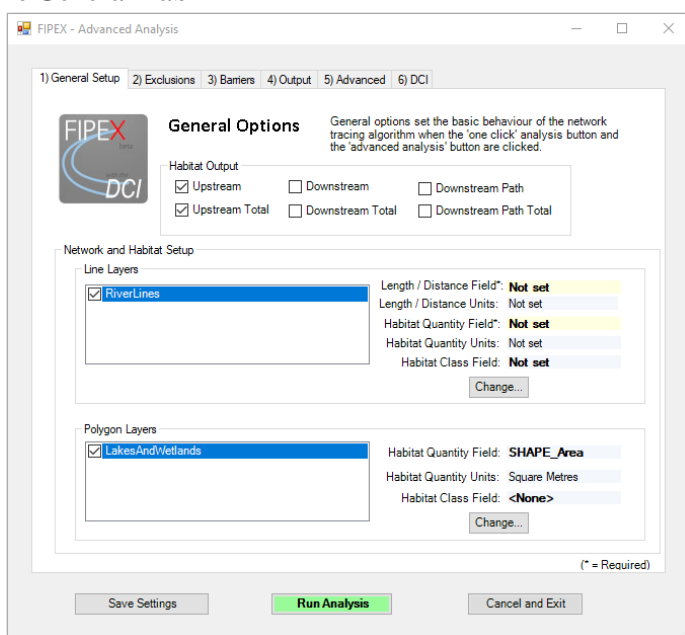 FIPEX - Advanced Analysis
1) General Setup 2) Exclusions 3) Barriers 4) Output 5) Advanced 6) DCI
FIPEX
beta
with the
DCI
General Options
General options set the basic behaviour of the network
tracing algorithm when the 'one click' analysis button and
the 'advanced analysis' button are clicked.
Habitat Output
Upstream Downstream Downstream Path
Upstream Total Downstream Total Downstream Path Total
Network and Habitat Setup
Line Layers
RiverLines
Length / Distance Field*: Not set
Length / Distance Units: Not set
Habitat Quantity Field*: Not set
Habitat Quantity Units: Not set
Habitat Class Field: Not set
Change...
Polygon Layers
LakesAndWetlands
Habitat Quantity Field: SHAPE_Area
Habitat Quantity Units: Square Metres
Habitat Class Field: <None>
Change...
(* = Required)
Save Settings Run Analysis Cancel and Exit